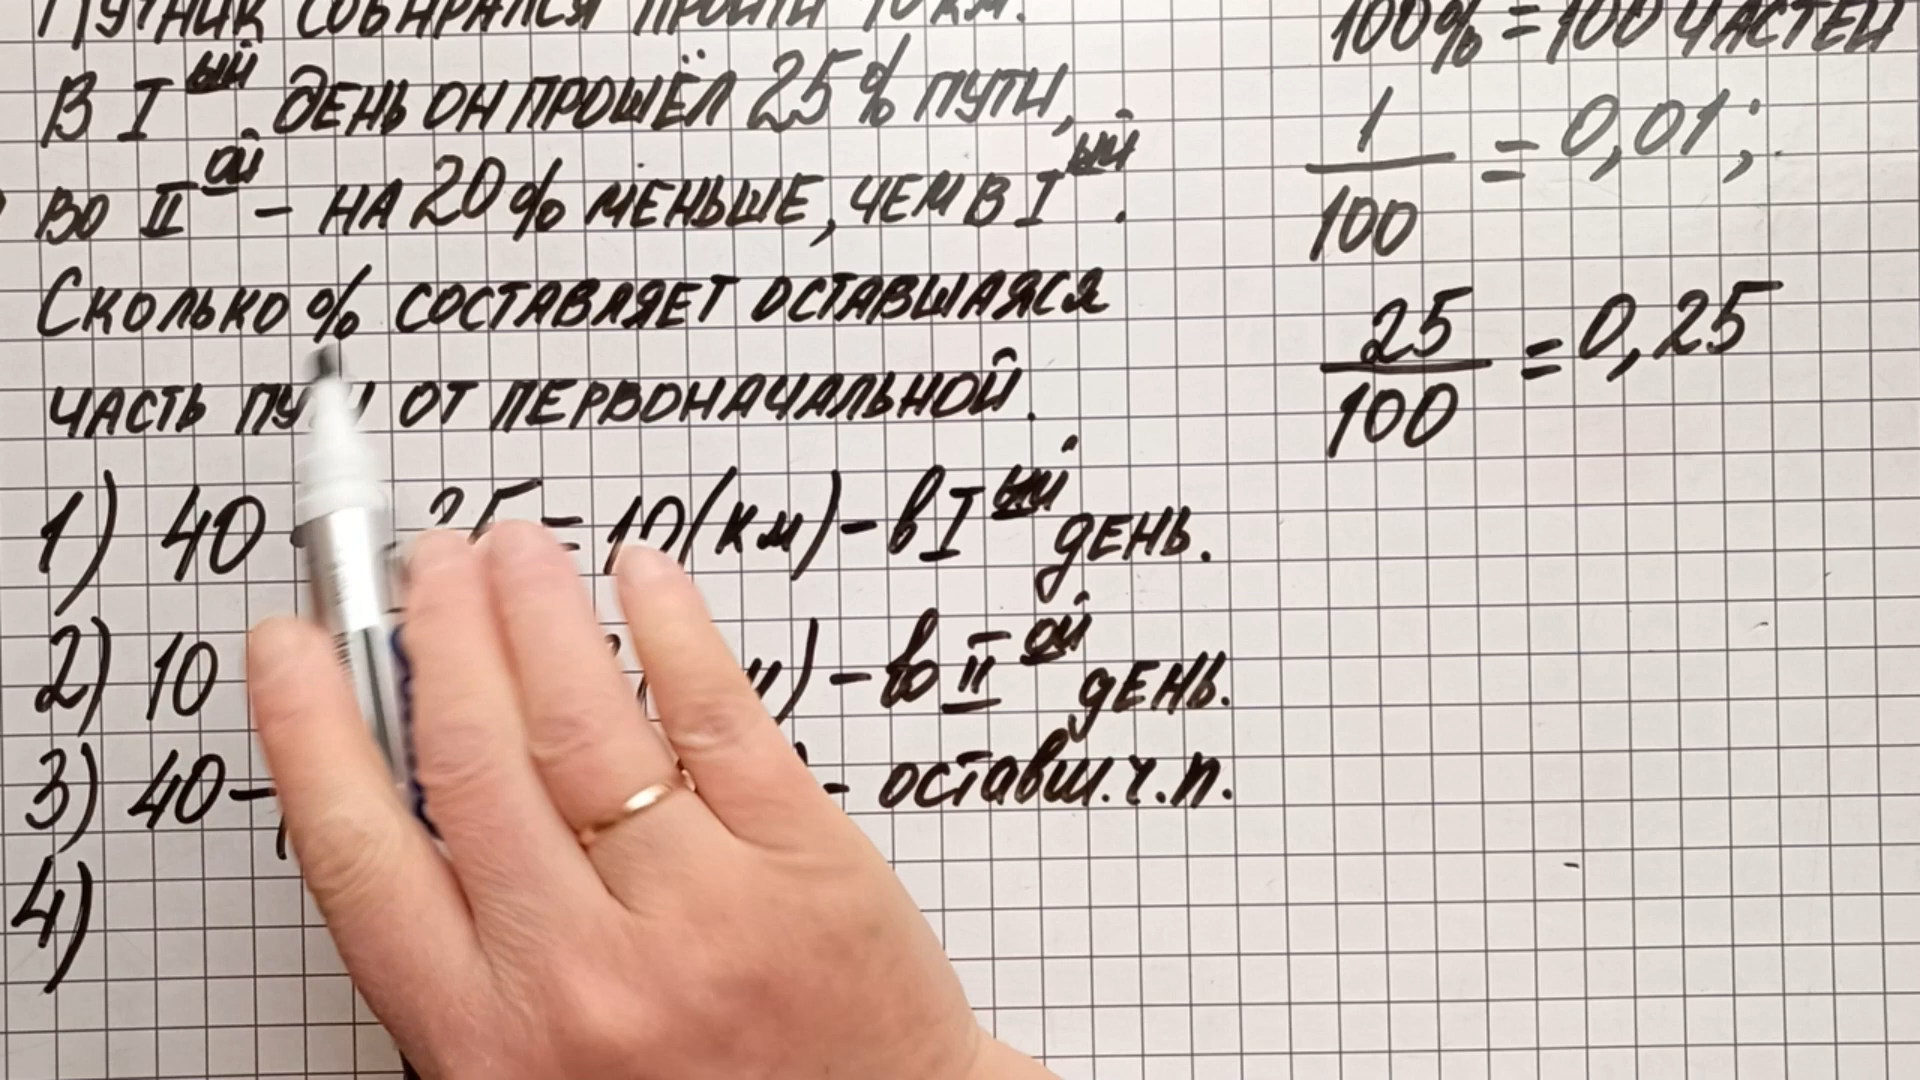 Путник собирался пройти 40 км.
В I ый день он прошёл 25% пути,
во II ой - на 20% меньше, чем в I ый.
Сколько % составляет оставшаяся
часть пути от первоначальной.
1) 40 25 = 10 (км) - в I ый день.
2) 10 ) - во II ой день.
3) 40 - - оставш. ч. п.
4)
100% = 100 частей
1/100 = 0,01;
25/100 = 0,25